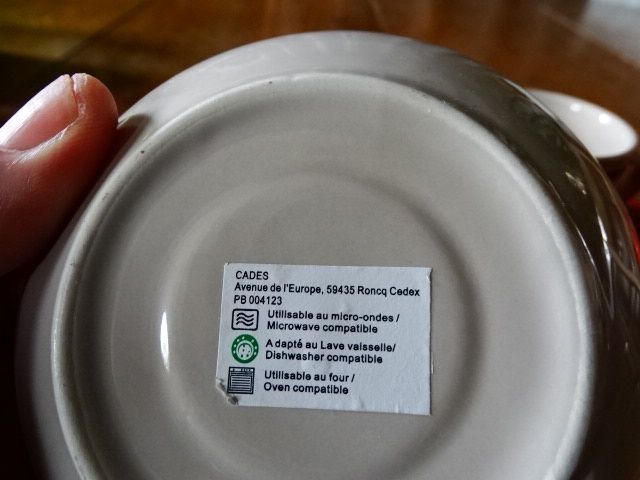 CADES
Avenue de l'Europe, 59435 Roncq Cedex
PB 004123
Utilisable au micro-ondes /
Microwave compatible
A dapté au Lave vaisselle/
Dishwasher compatible
Utilisable au four /
Oven compatible